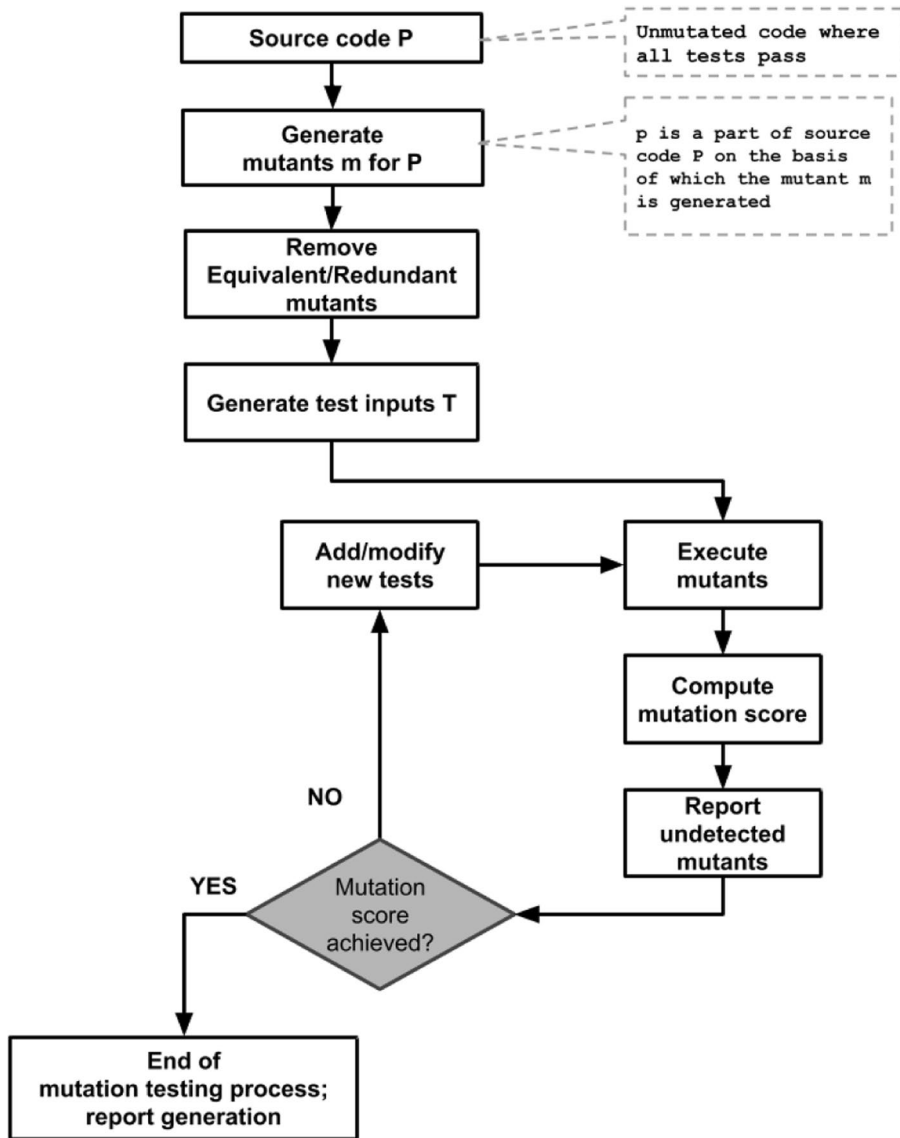 Source code P
Unmutated code where
all tests pass
Generate
mutants m for P
p is a part of source
code P on the basis
of which the mutant m
is generated
Remove
Equivalent/Redundant
mutants
Generate test inputs T
Add/modify
new tests
Execute
mutants
Compute
mutation score
Report
undetected
mutants
NO
YES
Mutation
score
achieved?
End of
mutation testing process;
report generation